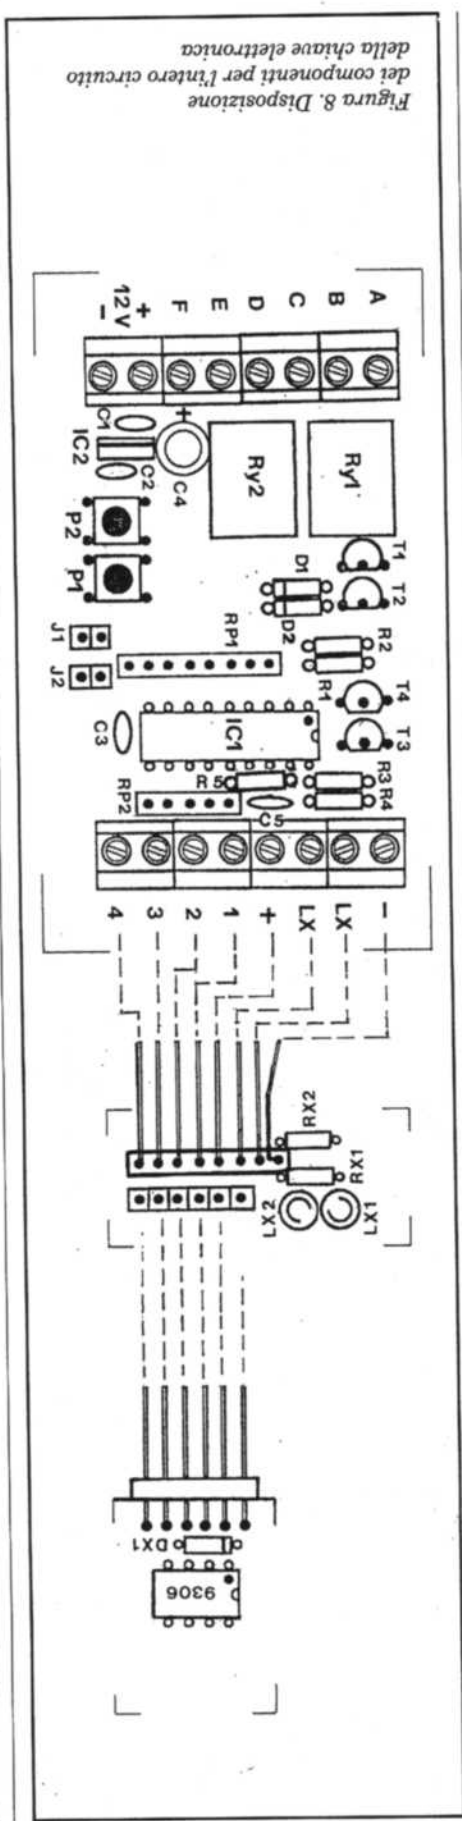 Figura 8. Disposizione
dei componenti per l'intero circuito
della chiave elettronica
- 12 V + F E D C B A
C1
IC2
C2
C4
+
Ry2
Ry1
P2
P1
T1
T2
D1
D2
J1
J2
RP1
R2
R1
T4
T3
C3
IC1
R5
R3
R4
RP2
C5
4 3 2 1 + LX LX -
RX2
RX1
LX2
LX1
DX1
9306